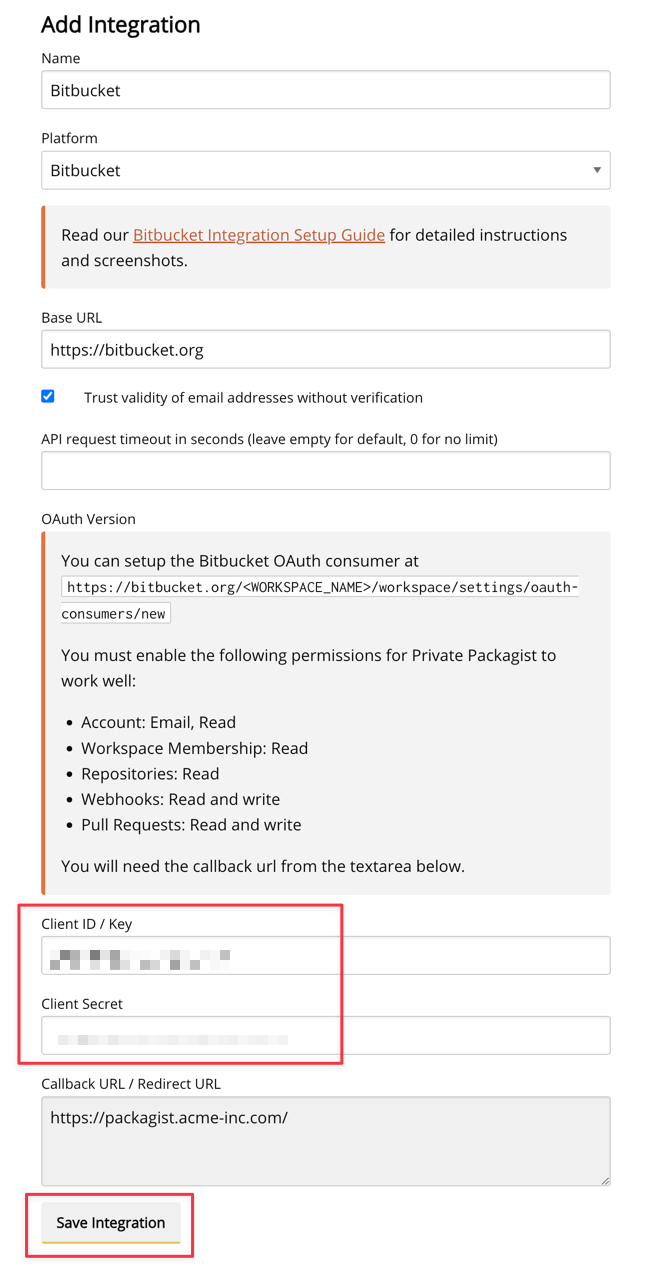 Add Integration
Name
Bitbucket
Platform
Bitbucket
Read our Bitbucket Integration Setup Guide for detailed instructions
and screenshots.
Base URL
https://bitbucket.org
Trust validity of email addresses without verification
API request timeout in seconds (leave empty for default, 0 for no limit)
OAuth Version
You can setup the Bitbucket OAuth consumer at
https://bitbucket.org/<WORKSPACE_NAME>/workspace/settings/oauth-
consumers/new
You must enable the following permissions for Private Packagist to
work well:
• Account: Email, Read
• Workspace Membership: Read
• Repositories: Read
• Webhooks: Read and write
• Pull Requests: Read and write
You will need the callback url from the textarea below.
Client ID / Key
Client Secret
Callback URL / Redirect URL
https://packagist.acme-inc.com/
Save Integration